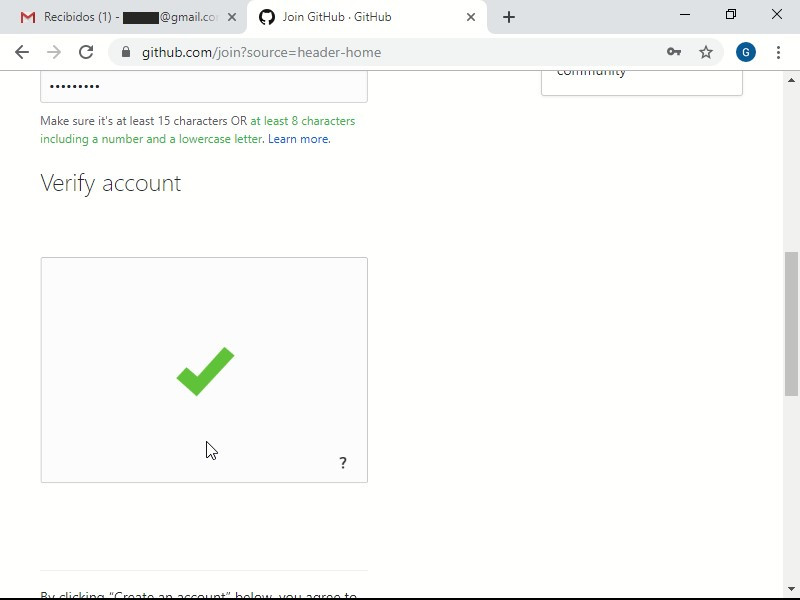 Recibidos (1) - @gmail.co
Join GitHub · GitHub
github.com/join?source=header-home
G
community
•••••••••
Make sure it's at least 15 characters OR at least 8 characters
including a number and a lowercase letter. Learn more.
Verify account
?
By clicking “Create an account” below, you agree to